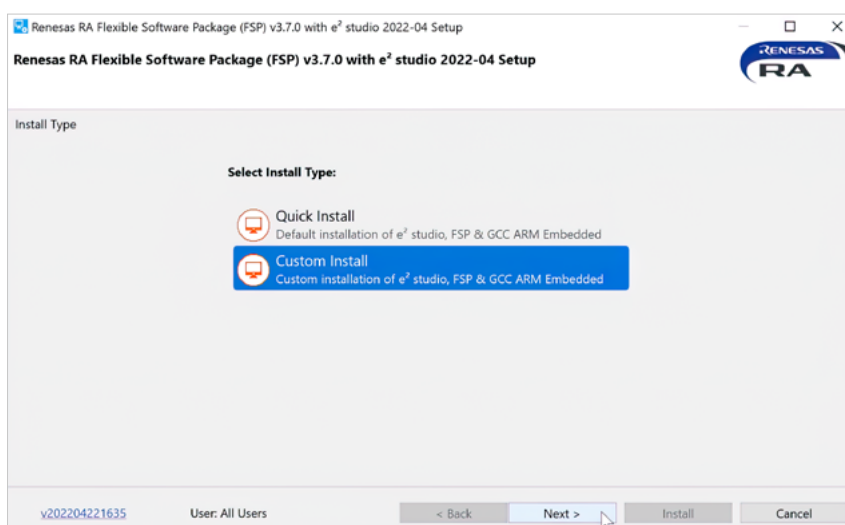 Renesas RA Flexible Software Package (FSP) v3.7.0 with e² studio 2022-04 Setup
Renesas RA Flexible Software Package (FSP) v3.7.0 with e² studio 2022-04 Setup
RENESAS
RA
Install Type
Select Install Type:
Quick Install
Default installation of e² studio, FSP & GCC ARM Embedded
Custom Install
Custom installation of e² studio, FSP & GCC ARM Embedded
v202204221635 User: All Users < Back Next > Install Cancel